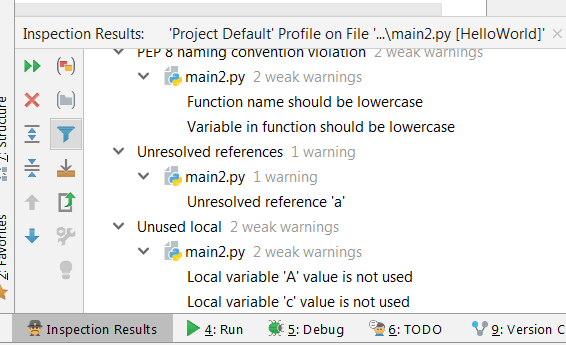 Inspection Results: 'Project Default' Profile on File '...\main2.py [HelloWorld]' ×
PEP 8 naming convention violation 2 weak warnings
main2.py 2 weak warnings
Function name should be lowercase
Variable in function should be lowercase
Unresolved references 1 warning
main2.py 1 warning
Unresolved reference 'a'
Unused local 2 weak warnings
main2.py 2 weak warnings
Local variable 'A' value is not used
Local variable 'c' value is not used
Z: Structure
2: Favorites
Inspection Results 4: Run 5: Debug 6: TODO 9: Version C